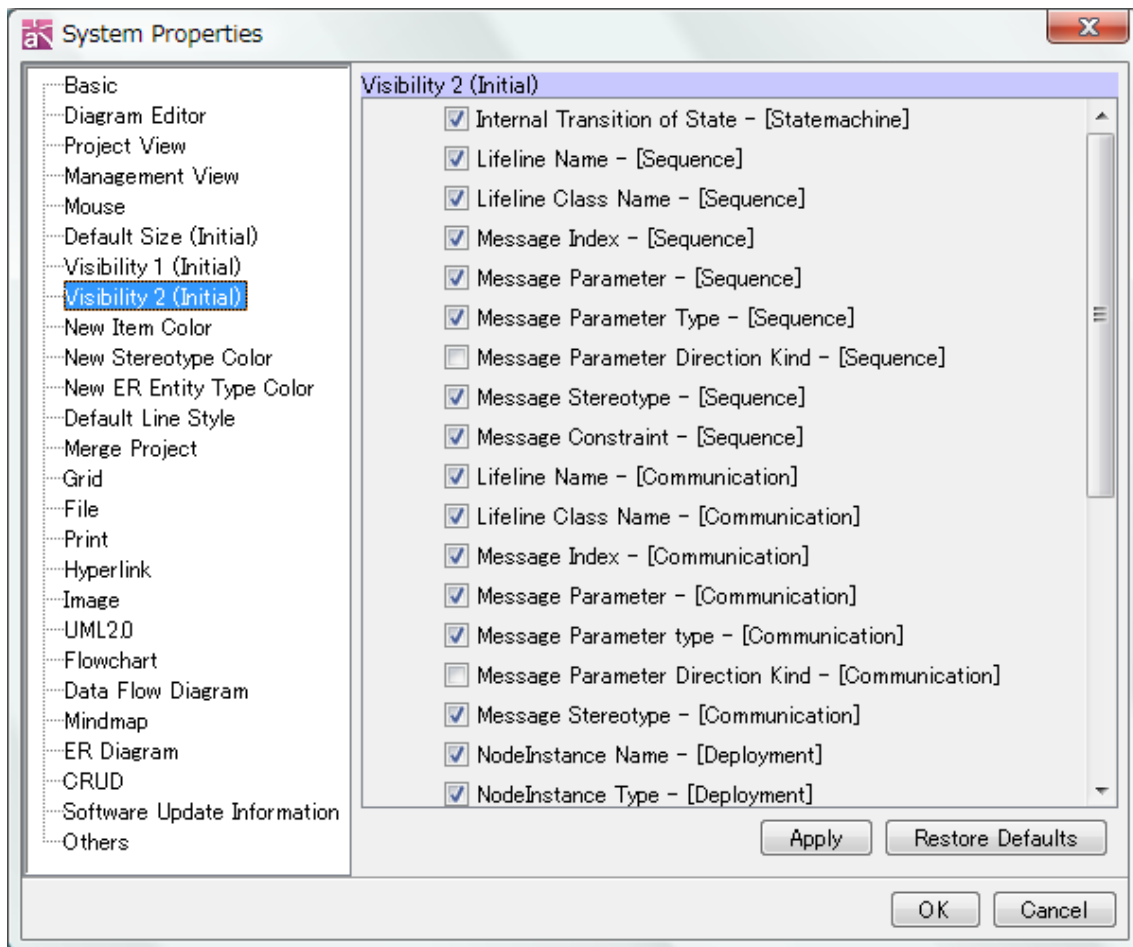 System Properties
Basic
Diagram Editor
Project View
Management View
Mouse
Default Size (Initial)
Visibility 1 (Initial)
Visibility 2 (Initial)
New Item Color
New Stereotype Color
New ER Entity Type Color
Default Line Style
Merge Project
Grid
File
Print
Hyperlink
Image
UML2.0
Flowchart
Data Flow Diagram
Mindmap
ER Diagram
CRUD
Software Update Information
Others
Visibility 2 (Initial)
Internal Transition of State - [Statemachine]
Lifeline Name - [Sequence]
Lifeline Class Name - [Sequence]
Message Index - [Sequence]
Message Parameter - [Sequence]
Message Parameter Type - [Sequence]
Message Parameter Direction Kind - [Sequence]
Message Stereotype - [Sequence]
Message Constraint - [Sequence]
Lifeline Name - [Communication]
Lifeline Class Name - [Communication]
Message Index - [Communication]
Message Parameter - [Communication]
Message Parameter type - [Communication]
Message Parameter Direction Kind - [Communication]
Message Stereotype - [Communication]
NodeInstance Name - [Deployment]
NodeInstance Type - [Deployment]
Apply
Restore Defaults
OK
Cancel